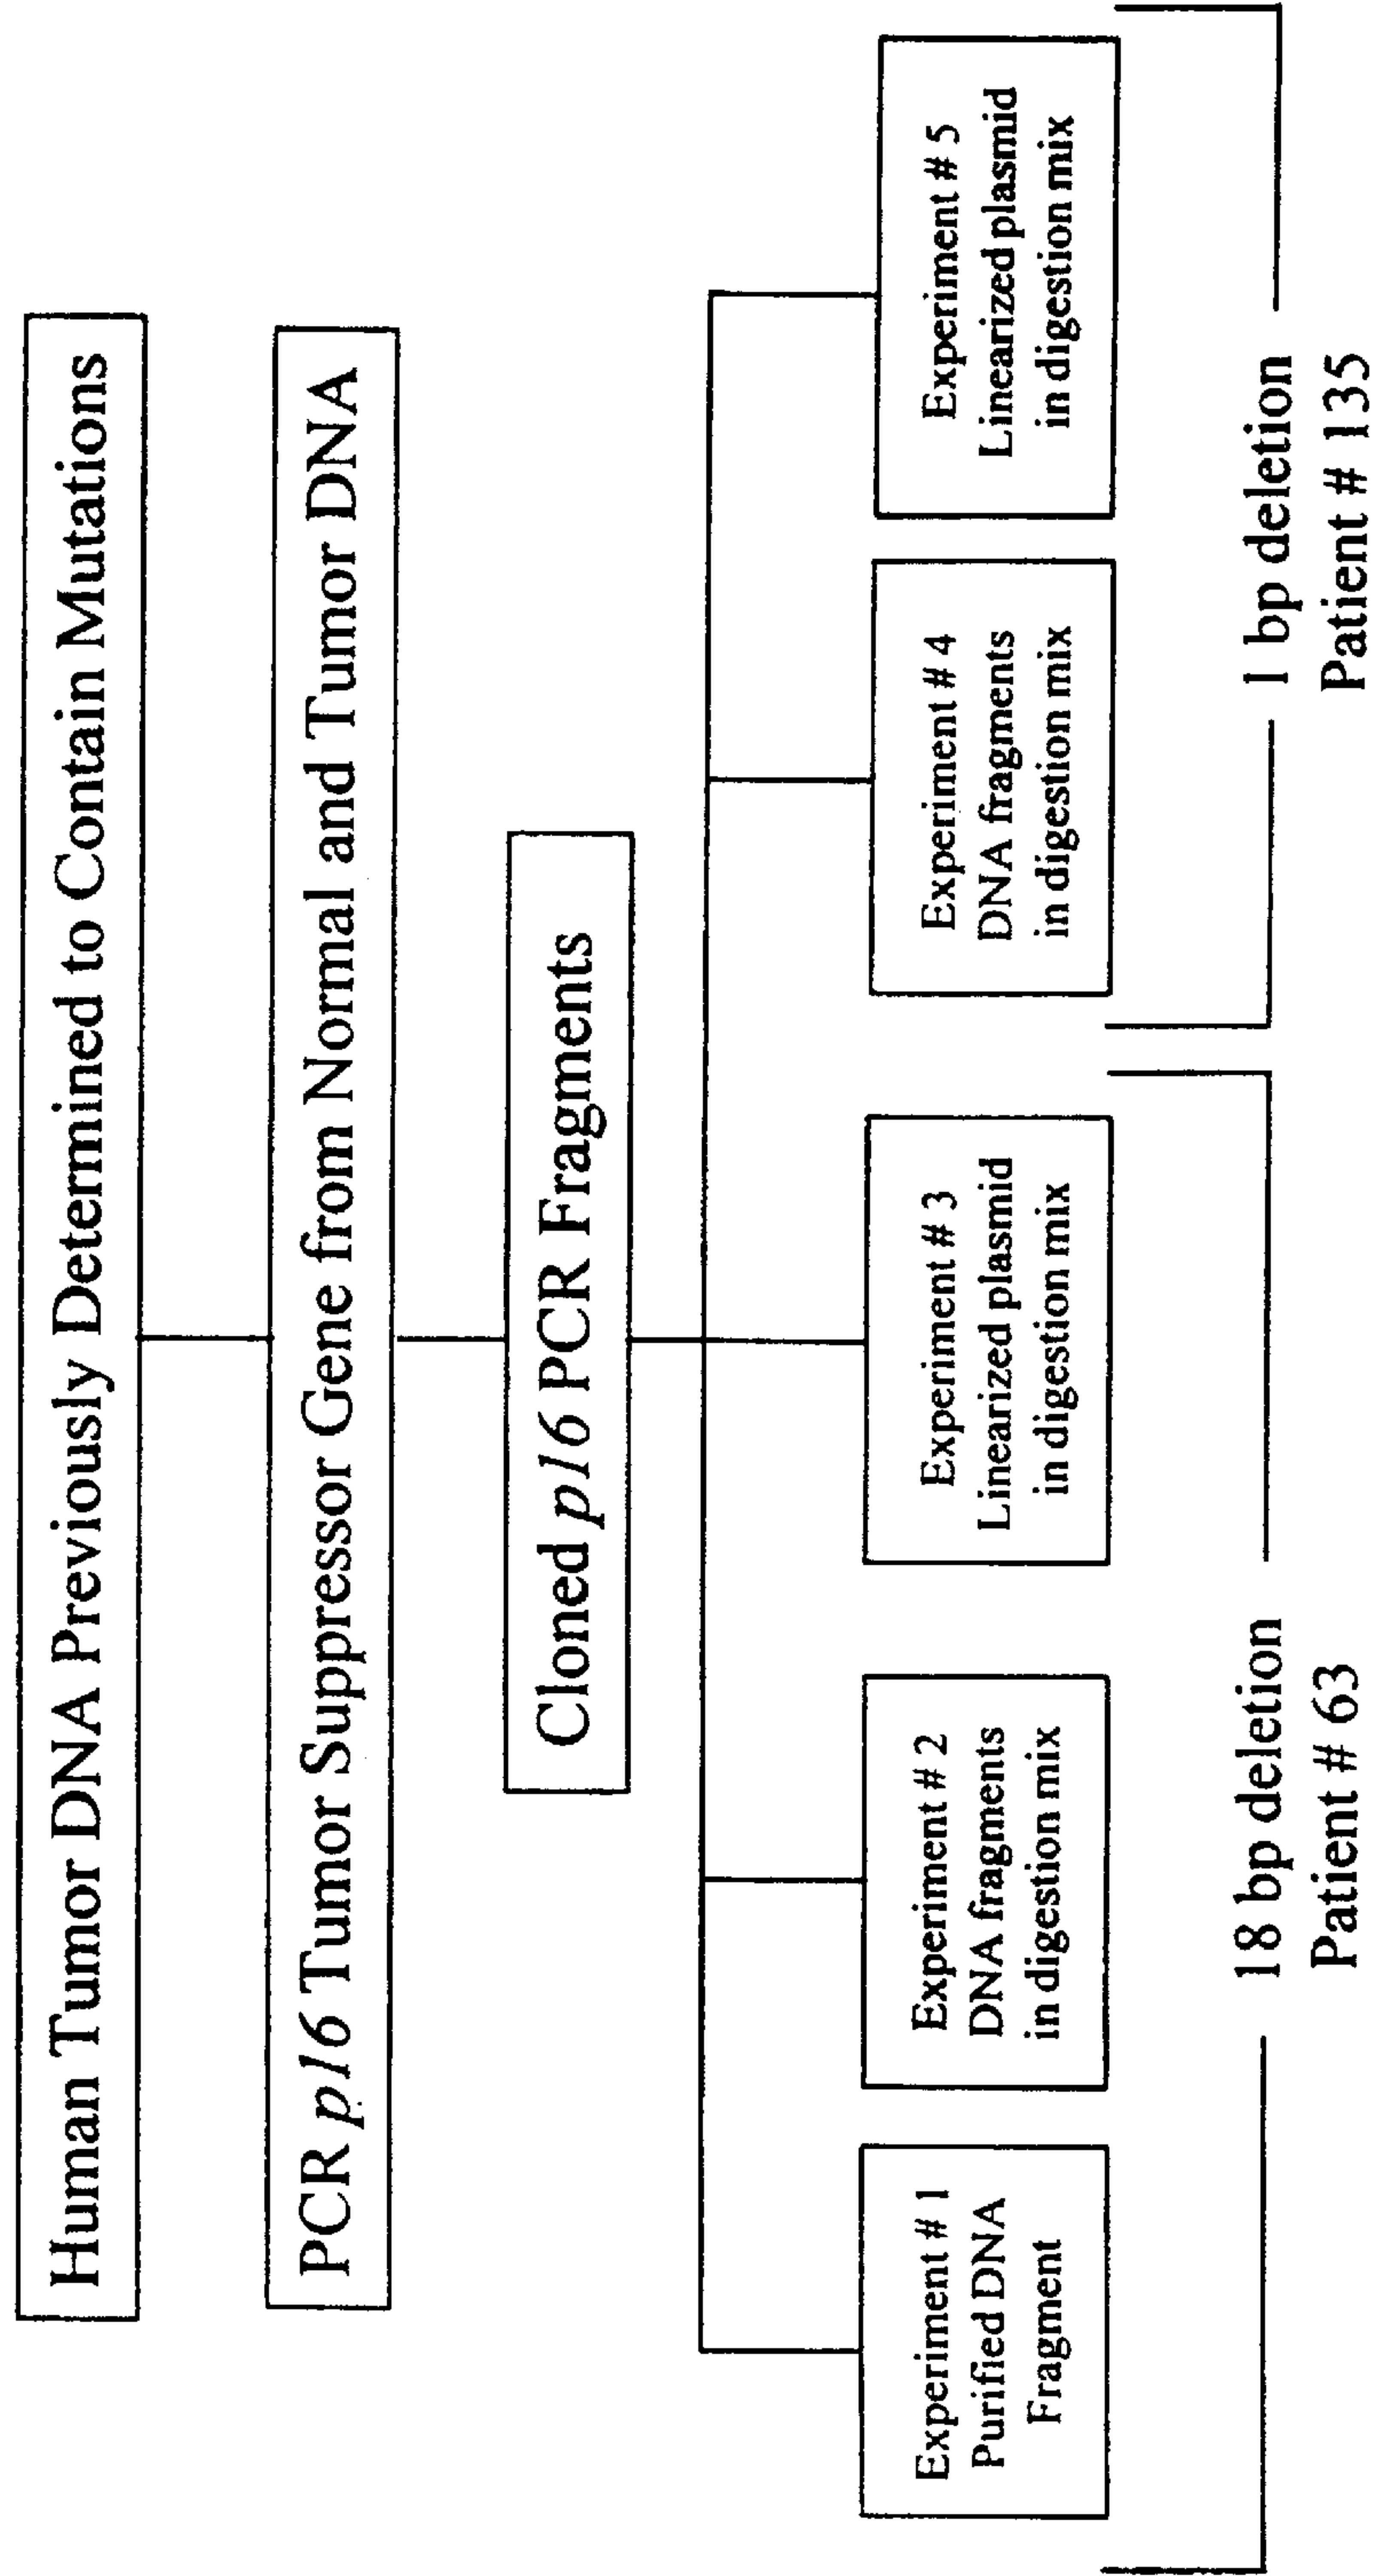 Human Tumor DNA Previously Determined to Contain Mutations
PCR p16 Tumor Suppressor Gene from Normal and Tumor DNA
Cloned p16 PCR Fragments
Experiment # 1
Purified DNA
Fragment
Experiment # 2
DNA fragments
in digestion mix
Experiment # 3
Linearized plasmid
in digestion mix
Experiment # 4
DNA fragments
in digestion mix
Experiment # 5
Linearized plasmid
in digestion mix
18 bp deletion
Patient # 63
1 bp deletion
Patient # 135